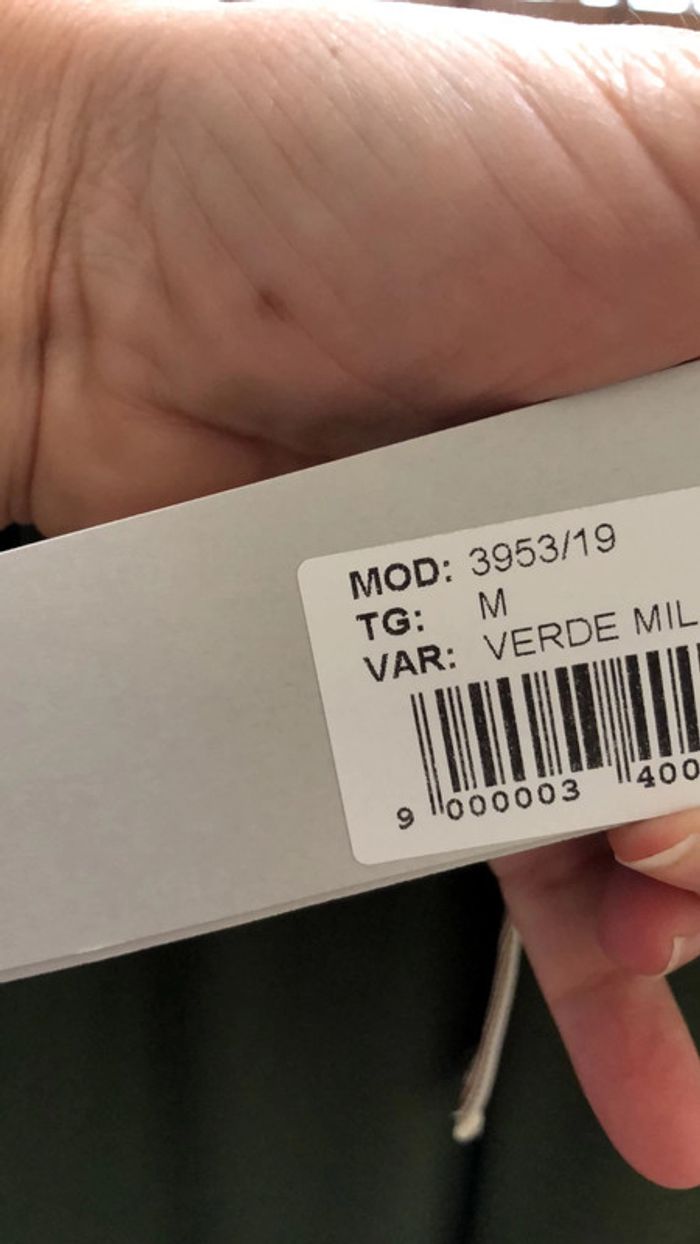 MOD: 3953/19
TG: M
VAR: VERDE MIL
9 000003 400